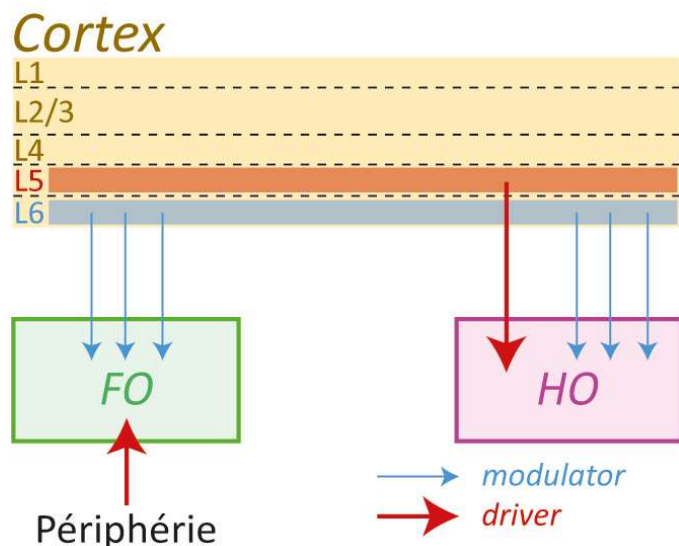 Cortex
L1
L2/3
L4
L5
L6
FO
HO
modulator
driver
Périphérie